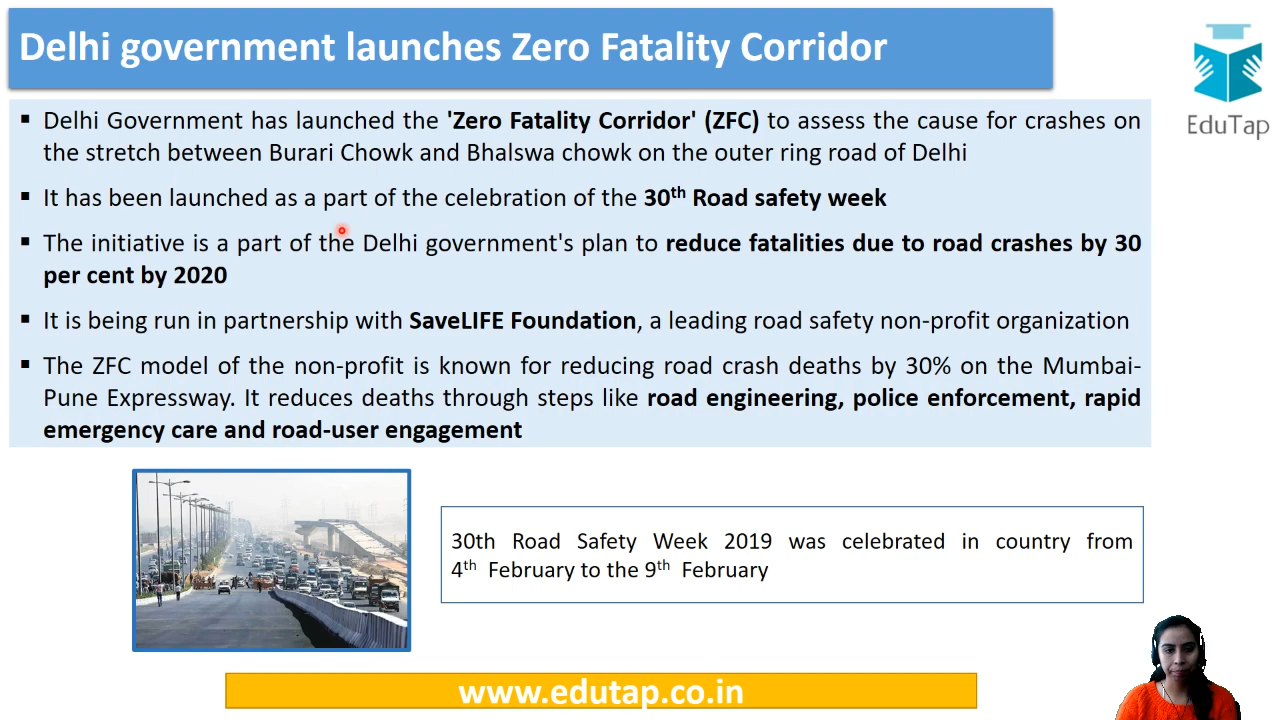 Delhi government launches Zero Fatality Corridor
EduTap
▪ Delhi Government has launched the 'Zero Fatality Corridor' (ZFC) to assess the cause for crashes on
the stretch between Burari Chowk and Bhalswa chowk on the outer ring road of Delhi
▪ It has been launched as a part of the celebration of the 30th Road safety week
▪ The initiative is a part of the Delhi government's plan to reduce fatalities due to road crashes by 30
per cent by 2020
▪ It is being run in partnership with SaveLIFE Foundation, a leading road safety non-profit organization
▪ The ZFC model of the non-profit is known for reducing road crash deaths by 30% on the Mumbai-
Pune Expressway. It reduces deaths through steps like road engineering, police enforcement, rapid
emergency care and road-user engagement
30th Road Safety Week 2019 was celebrated in country from
4th February to the 9th February
www.edutap.co.in